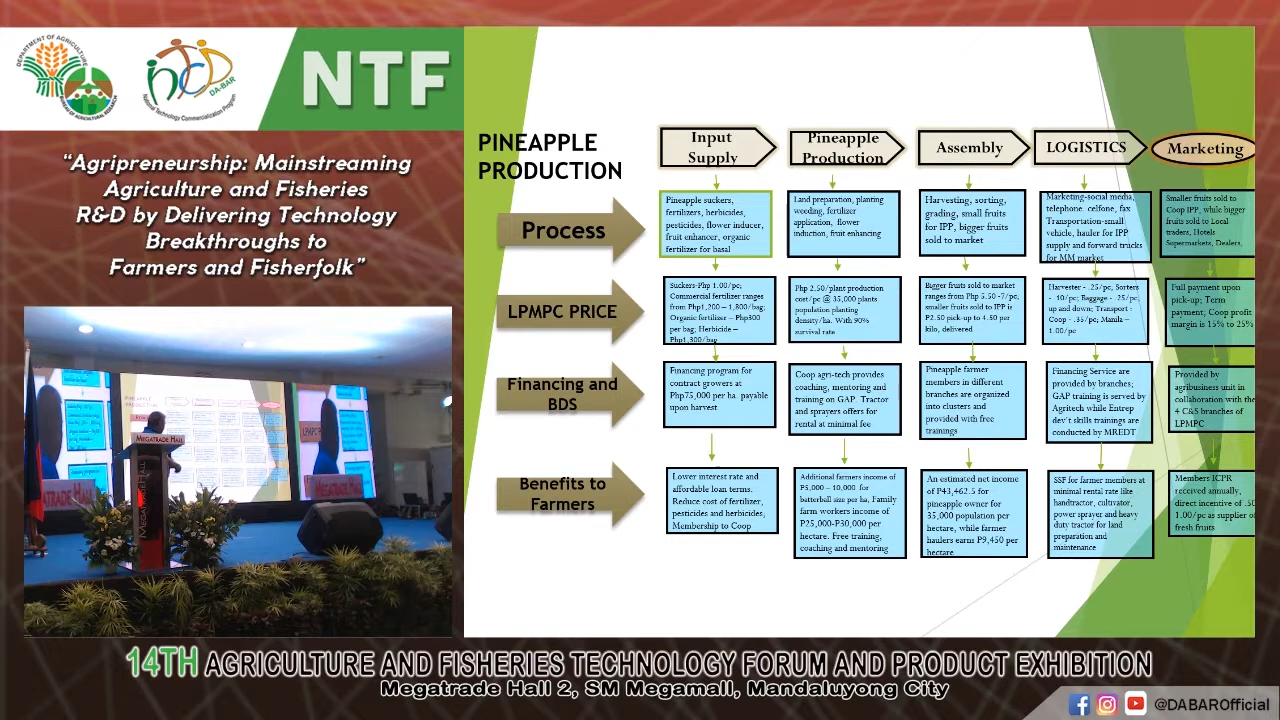 DEPARTMENT OF AGRICULTURE
BUREAU OF AGRICULTURAL RESEARCH
DA-BAR
National Technology Commercialization Program
NTF
"Agripreneurship: Mainstreaming
Agriculture and Fisheries
R&D by Delivering Technology
Breakthroughs to
Farmers and Fisherfolk"
MEGATRADE HALL
PINEAPPLE
PRODUCTION
Input
Supply
Pineapple
Production
Assembly
LOGISTICS
Marketing
Process
Pineapple suckers,
fertilizers, herbicides,
pesticides, flower inducer,
fruit enhancer, organic
fertilizer for basal
Land preparation, planting
weeding, fertilizer
application, flower
induction, fruit enhancing
Harvesting, sorting,
grading, small fruits
for IPP, bigger fruits
sold to market
Marketing-social media,
telephone celfone, fax
Transportation-small
vehicle, hauler for IPP
supply and forward trucks
for MM market
Smaller fruits sold to
Coop IPP, while bigger
fruits sold to Local
traders, Hotels
Supermarkets, Dealers,
LPMPC PRICE
Suckers-Php 1.00/pc;
Commercial fertilizer ranges
from Php1,200 – 1,800/bag;
Organic fertilizer – Php300
per bag; Herbicide –
Php1,300/bag
Php 2.50/plant production
cost/pc @ 35,000 plants
population planting
density/ha. With 90%
survival rate
Bigger fruits sold to market
ranges from Php 5.50 -7/pc;
smaller fruits sold to IPP is
P2.50 pick-up to 4.50 per
kilo, delivered
Harvester - .25/pc; Sorters
- .10/pc; Baggage - .25/pc,
up and down; Transport :
Coop - .35/pc; Manila –
1.00/pc
Full payment upon
pick-up; Term
payment; Coop profit
margin is 15% to 25%
Financing and
BDS
Financing program for
contract growers at
Php75,000 per ha. payable
upon harvest
Coop agri-tech provides
coaching, mentoring and
training on GAP. Tractor
and sprayers offers for
rental at minimal fee
Pineapple farmer
members in different
branches are organized
into clusters and
provided with free
trainings
Financing Service are
provided by branches;
GAP training is served by
Agritech while Entrep
dev't skills trainings are
conducted by MREDT
Provided by
agribusiness unit in
collaboration with the
4 C&S branches of
LPMPC
Benefits to
Farmers
Lower interest rate and
affordable loan terms.
Reduce cost of fertilizer,
pesticides and herbicides,
Membership to Coop
Additional farmers income of
P5,000 – 10,000 for
batterball size per ha, Family
farm workers income of
P25,000-P30,000 per
hectare. Free training,
coaching and mentoring
An estimated net income
of P43,462.5 for
pineapple owner for
35,000 population per
hectare, while farmer
haulers earn P9,450 per
hectare
SSF for farmer members at
minimal rental rate like
handtractor, cultivator,
power sprayer and heavy
duty tractor for land
preparation and
maintenance
Members ICPR
received annually,
direct incentive of .50
1.00/pc as supplier of
fresh fruits
14TH AGRICULTURE AND FISHERIES TECHNOLOGY FORUM AND PRODUCT EXHIBITION
Megatrade Hall 2, SM Megamall, Mandaluyong City
@DABAROfficial